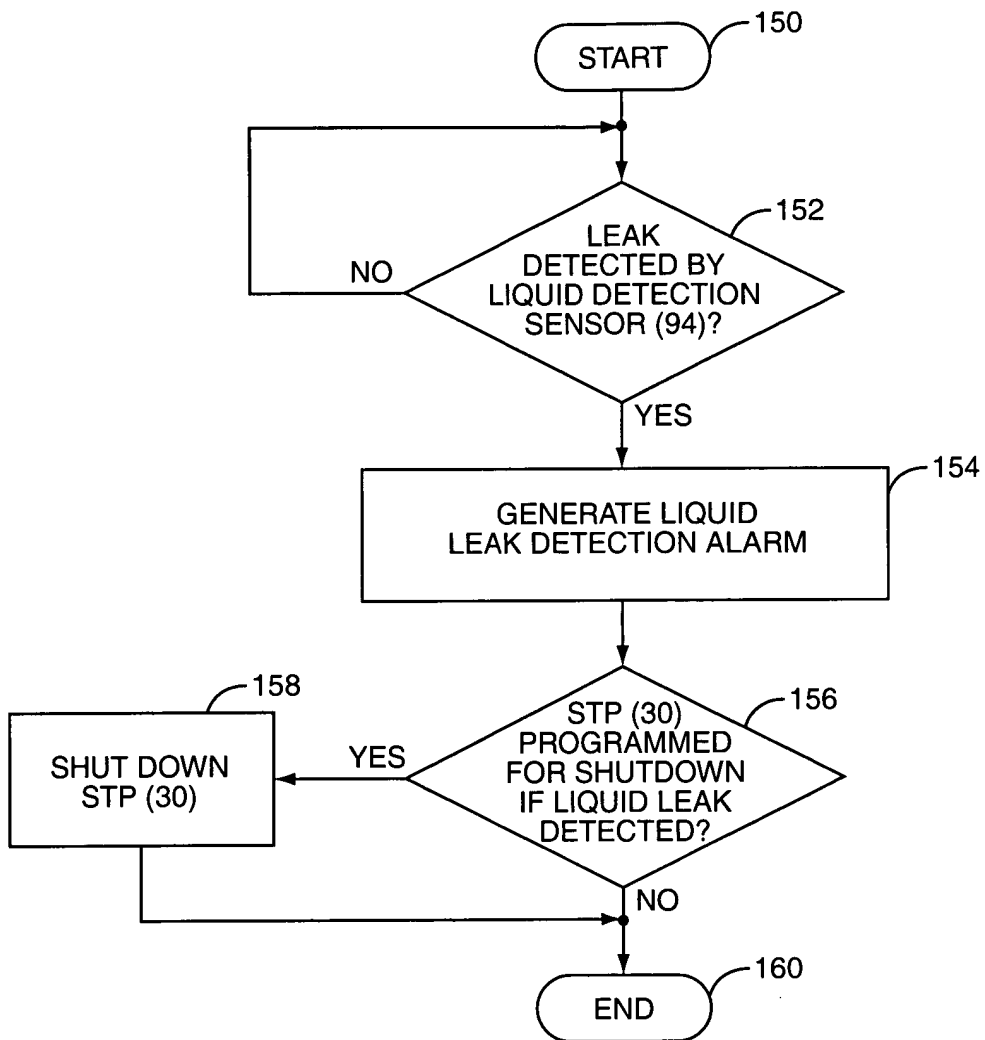 150
START
152
LEAK
DETECTED BY
LIQUID DETECTION
SENSOR (94)?
NO
YES
154
GENERATE LIQUID
LEAK DETECTION ALARM
156
STP (30)
PROGRAMMED
FOR SHUTDOWN
IF LIQUID LEAK
DETECTED?
YES
158
SHUT DOWN
STP (30)
NO
160
END